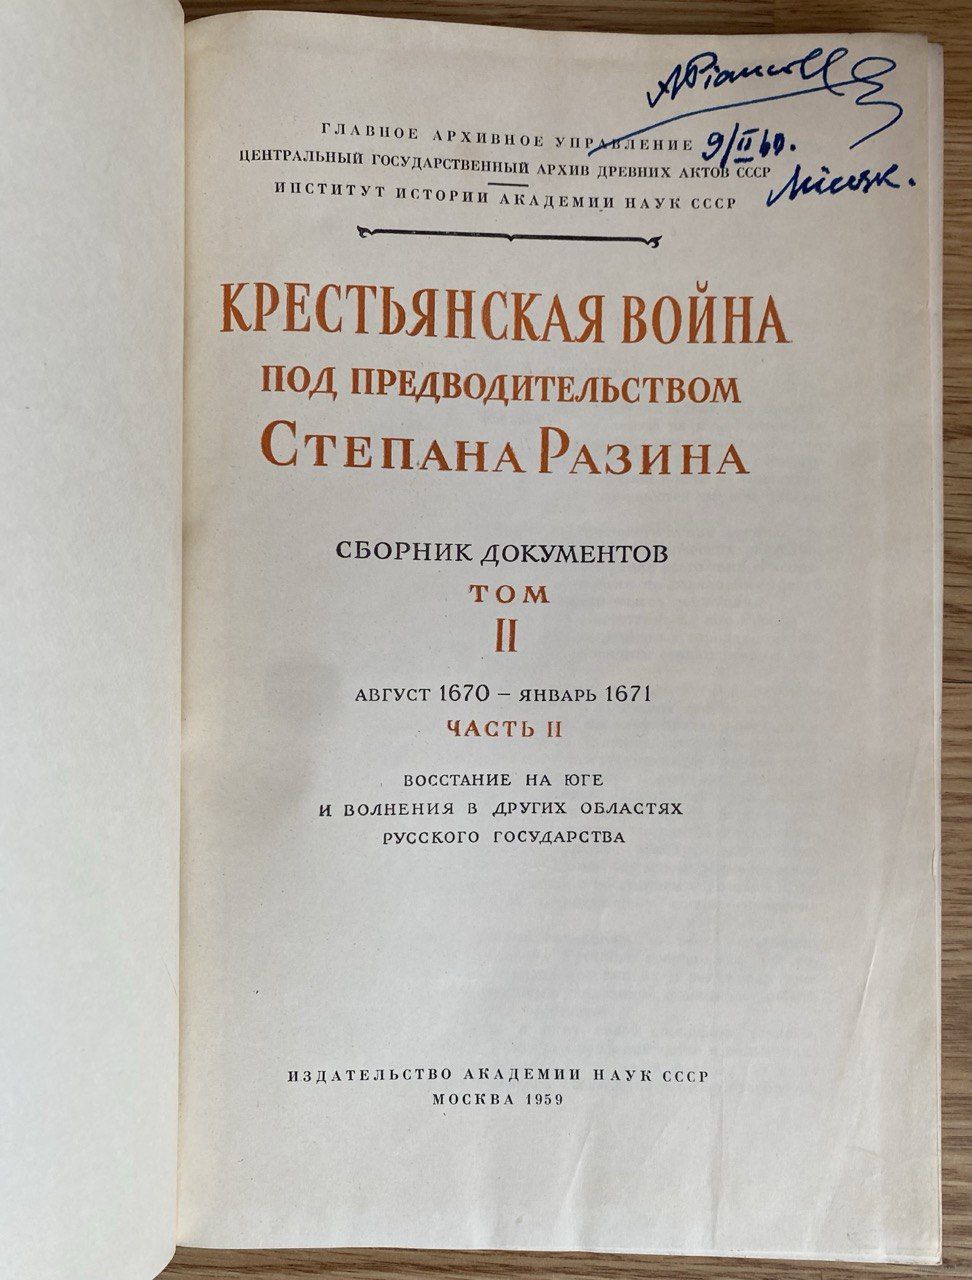 9/II 60.
ГЛАВНОЕ АРХИВНОЕ УПРАВЛЕНИЕ
ЦЕНТРАЛЬНЫЙ ГОСУДАРСТВЕННЫЙ АРХИВ ДРЕВНИХ АКТОВ СССР
ИНСТИТУТ ИСТОРИИ АКАДЕМИИ НАУК СССР
КРЕСТЬЯНСКАЯ ВОЙНА
ПОД ПРЕДВОДИТЕЛЬСТВОМ
СТЕПАНА РАЗИНА
СБОРНИК ДОКУМЕНТОВ
ТОМ
II
АВГУСТ 1670 – ЯНВАРЬ 1671
ЧАСТЬ II
ВОССТАНИЕ НА ЮГЕ
И ВОЛНЕНИЯ В ДРУГИХ ОБЛАСТЯХ
РУССКОГО ГОСУДАРСТВА
ИЗДАТЕЛЬСТВО АКАДЕМИИ НАУК СССР
МОСКВА 1959